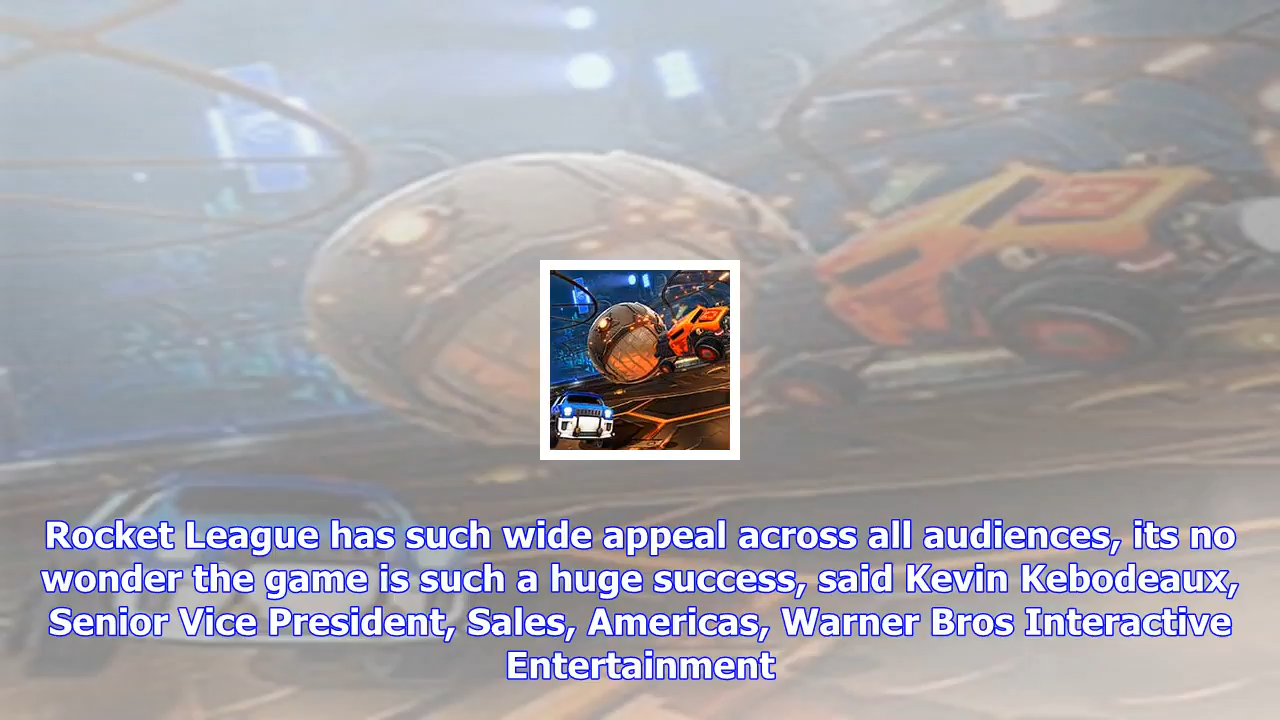 Rocket League has such wide appeal across all audiences, its no
wonder the game is such a huge success, said Kevin Kebodeaux,
Senior Vice President, Sales, Americas, Warner Bros Interactive
Entertainment